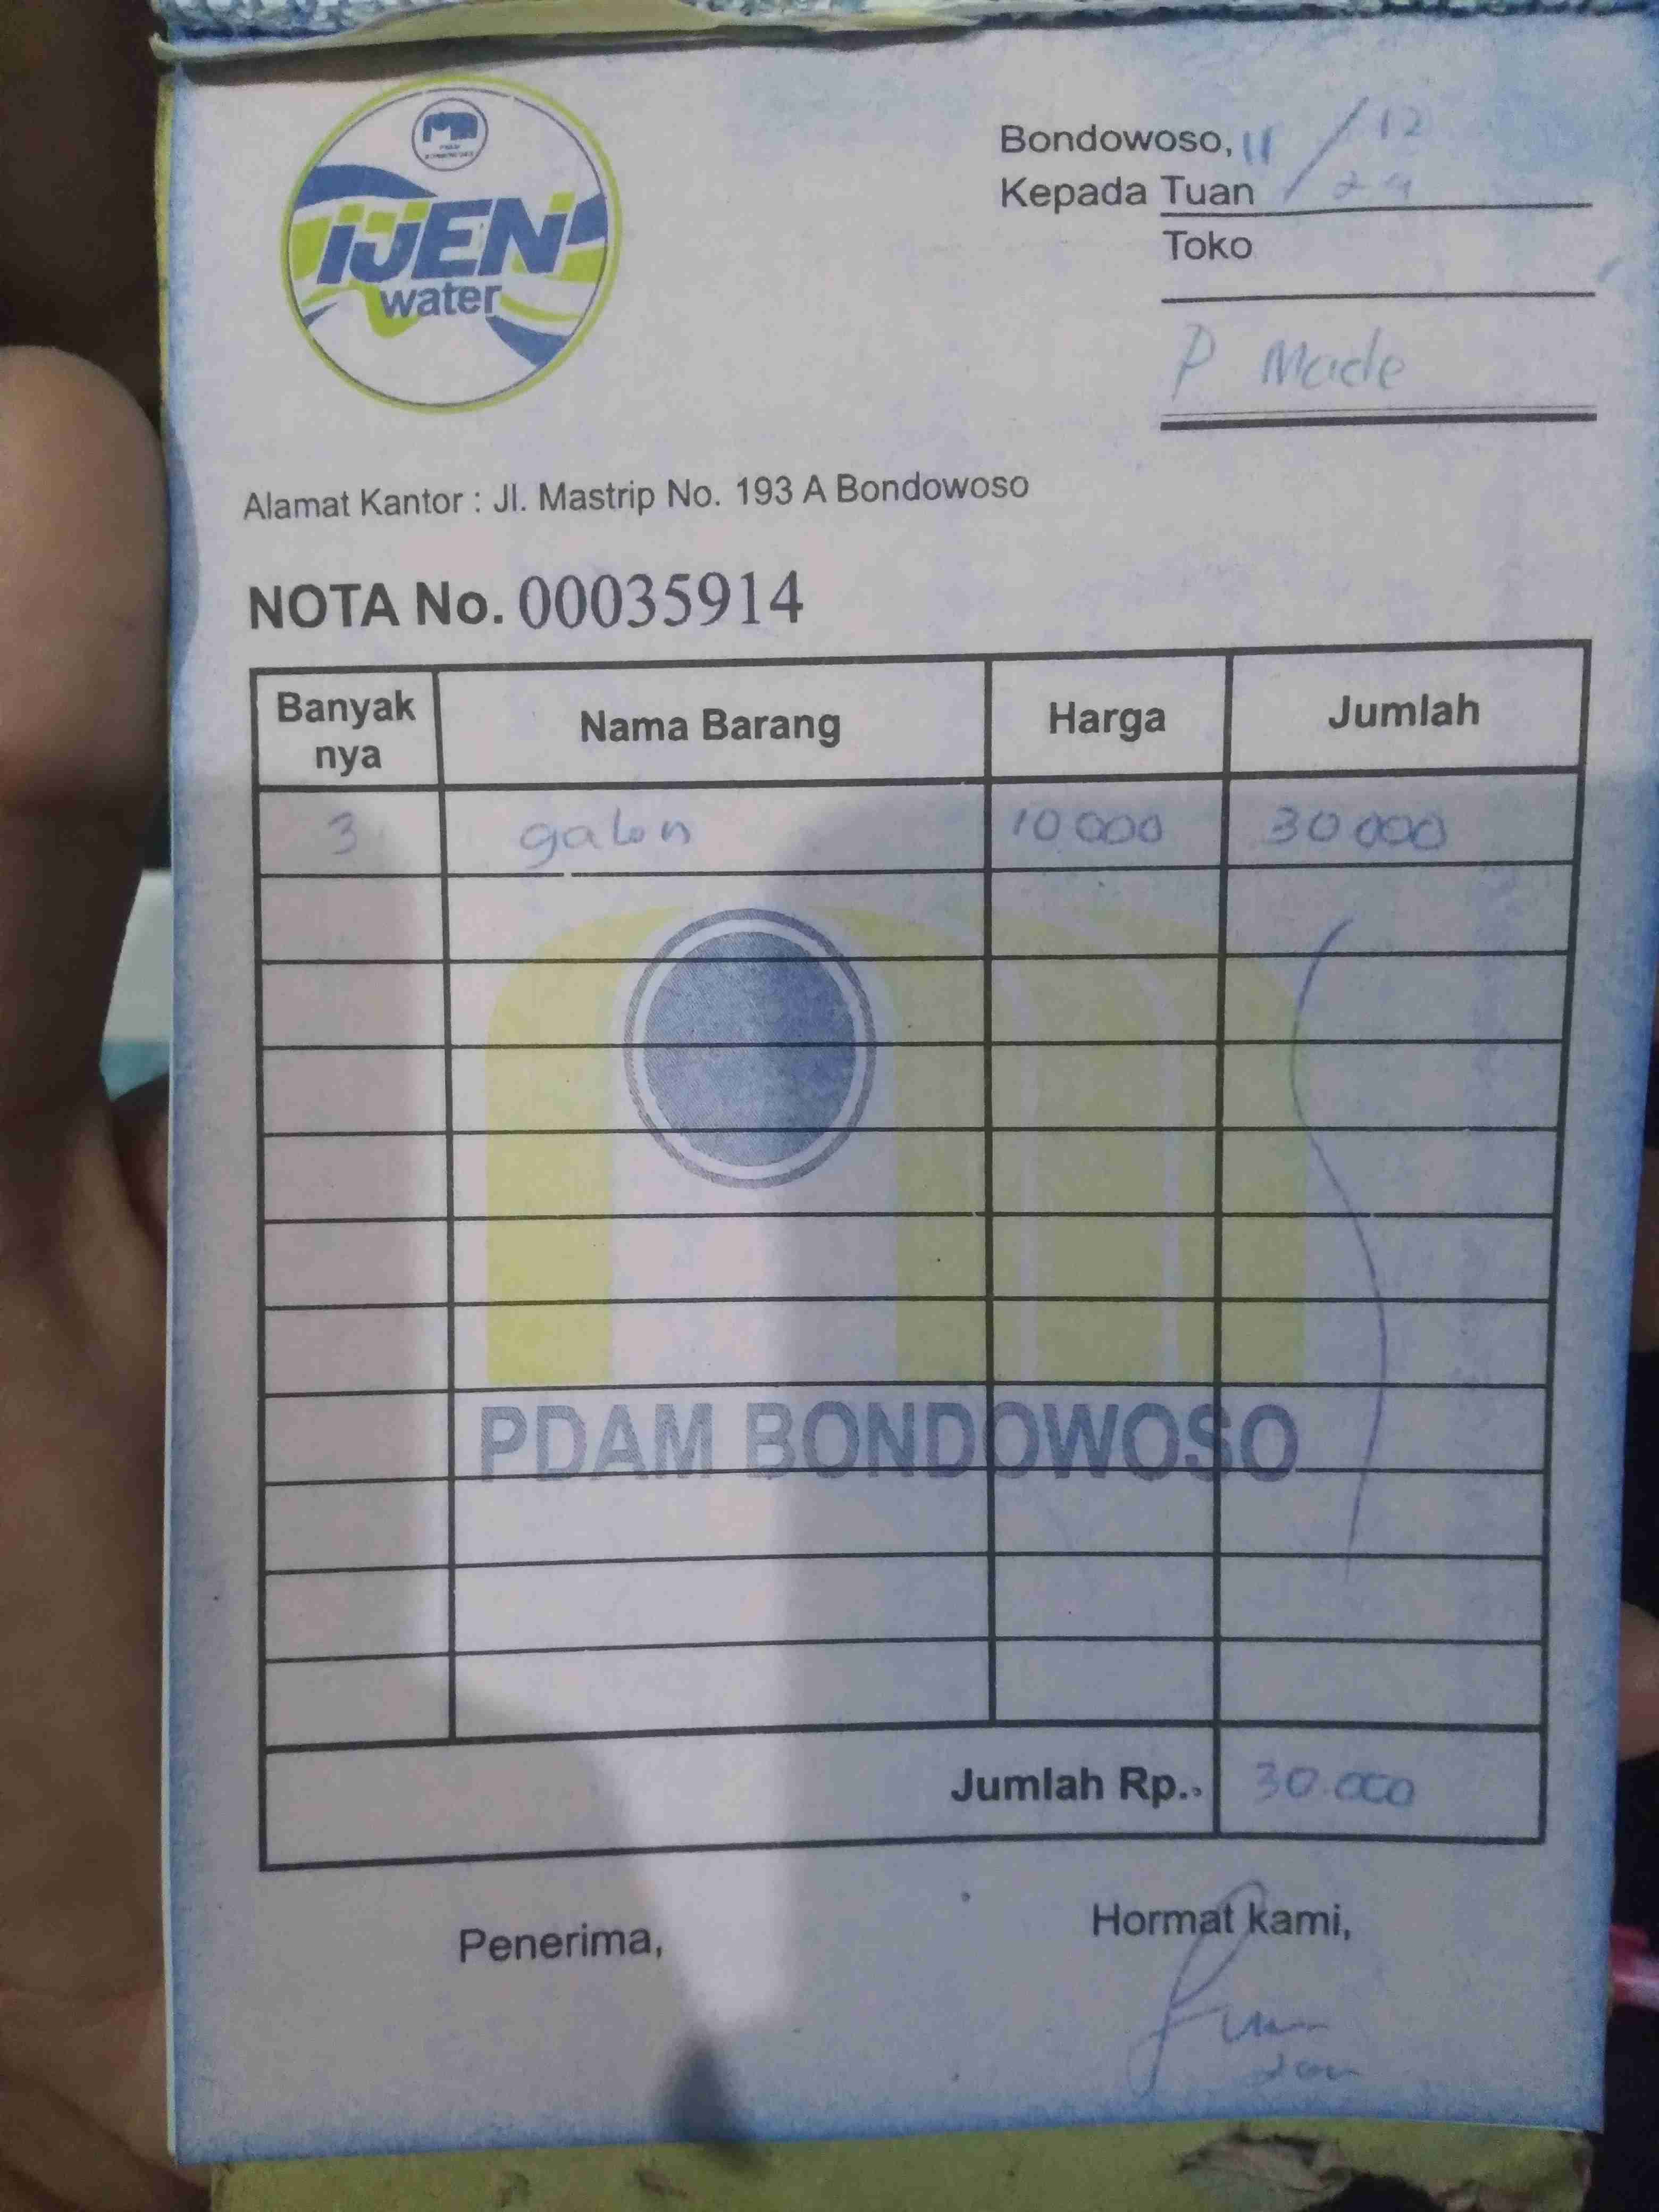 IJEN
water
Bondowoso, 11 / 12
24
Kepada Tuan
Toko
P Made
Alamat Kantor : Jl. Mastrip No. 193 A Bondowoso
NOTA No. 00035914
Banyak nya Nama Barang Harga Jumlah
3 galon 10 000 30 000
PDAM BONDOWOSO
Jumlah Rp. 30.000
Penerima, Hormat kami,